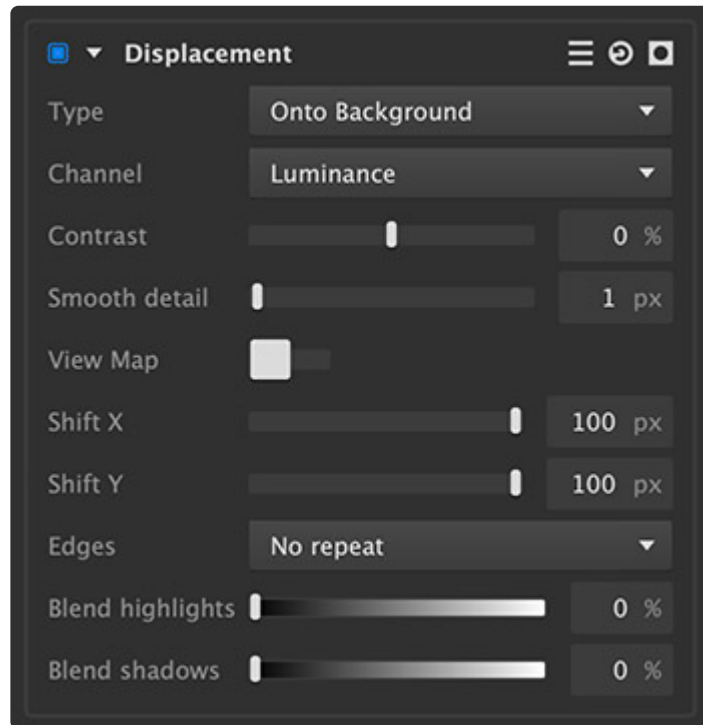 Displacement
Type Onto Background
Channel Luminance
Contrast 0 %
Smooth detail 1 px
View Map
Shift X 100 px
Shift Y 100 px
Edges No repeat
Blend highlights 0 %
Blend shadows 0 %